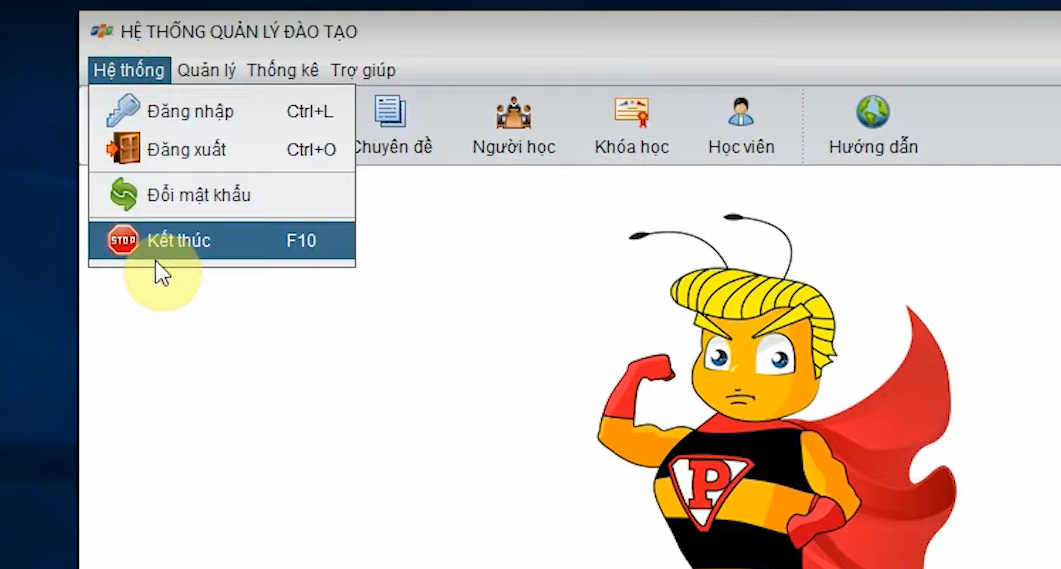 HỆ THỐNG QUẢN LÝ ĐÀO TẠO
Hệ thống Quản lý Thống kê Trợ giúp
Đăng nhập Ctrl+L
Đăng xuất Ctrl+O
Đổi mật khẩu
STOP Kết thúc F10
Chuyên đề Người học Khóa học Học viên Hướng dẫn
P